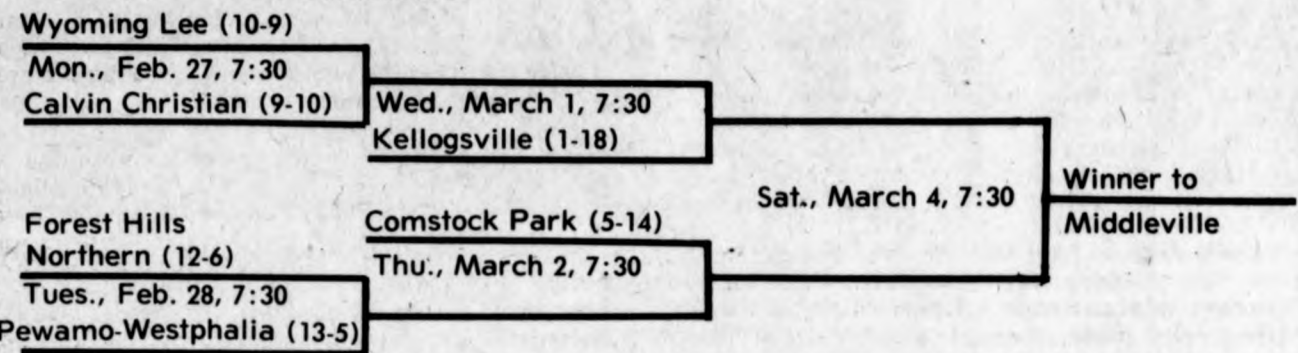 Wyoming Lee (10-9)
Mon., Feb. 27, 7:30
Calvin Christian (9-10)
Wed., March 1, 7:30
Kellogsville (1-18)
Sat., March 4, 7:30
Winner to
Middleville
Forest Hills
Northern (12-6)
Tues., Feb. 28, 7:30
Pewamo-Westphalia (13-5)
Comstock Park (5-14)
Thu., March 2, 7:30